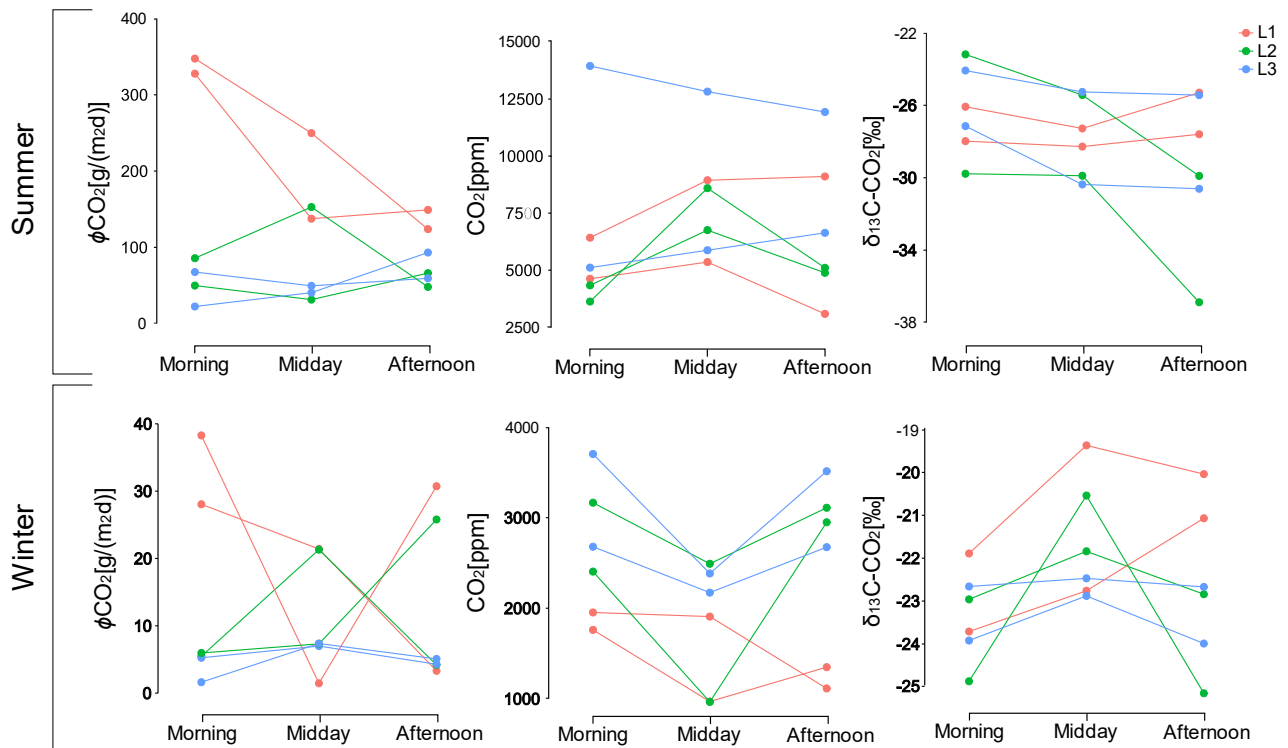 Summer
ϕCO₂[g/(m₂d)]
400
300
200
100
0
Morning Midday Afternoon
CO₂[ppm]
15000
12500
10000
7500
5000
2500
Morning Midday Afternoon
δ₁₃C-CO₂[‰]
-22
-26
-30
-34
-38
Morning Midday Afternoon
L1
L2
L3
Winter
ϕCO₂[g/(m₂d)]
40
30
20
10
0
Morning Midday Afternoon
CO₂[ppm]
4000
3000
2000
1000
Morning Midday Afternoon
δ₁₃C-CO₂[‰]
-19
-20
-21
-22
-23
-24
-25
Morning Midday Afternoon